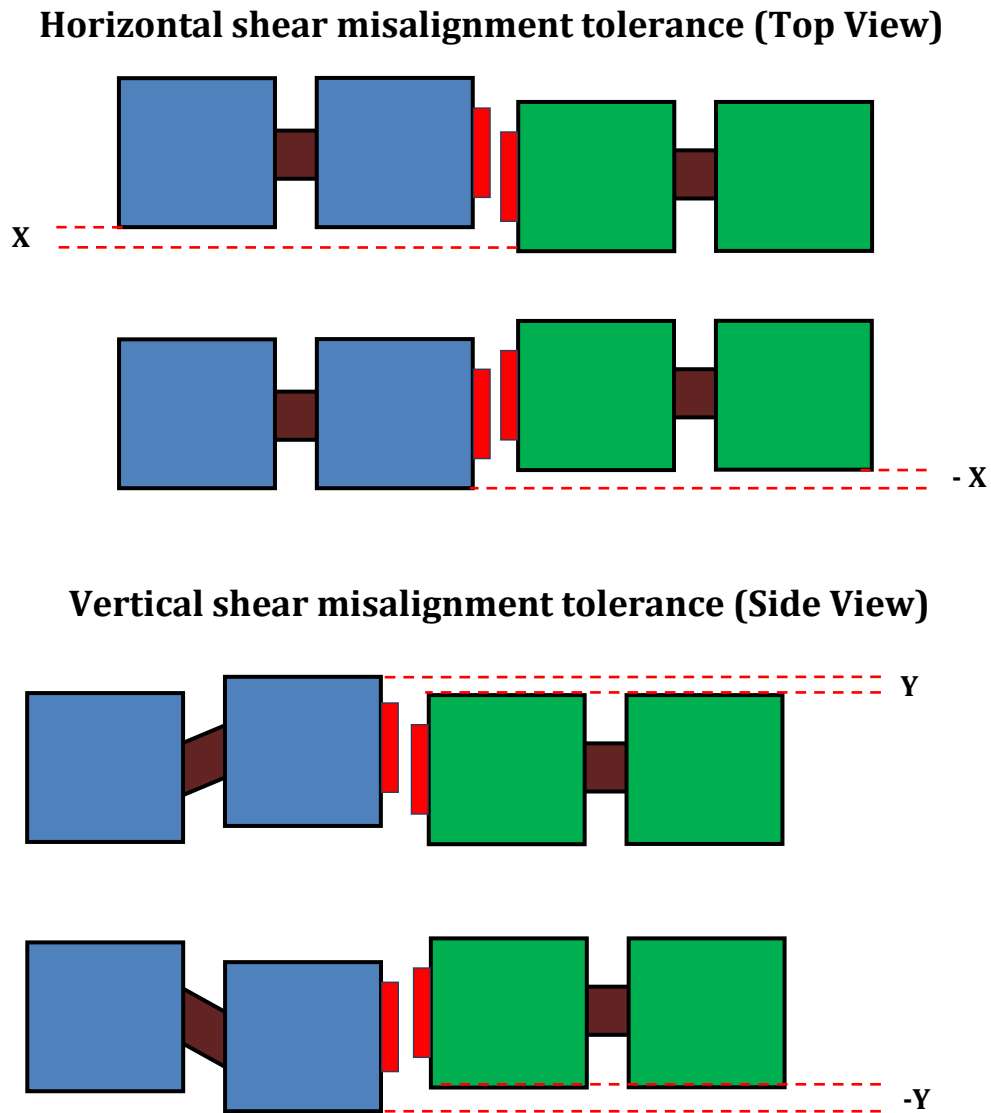 Horizontal shear misalignment tolerance (Top View)
X
- X
Vertical shear misalignment tolerance (Side View)
Y
-Y